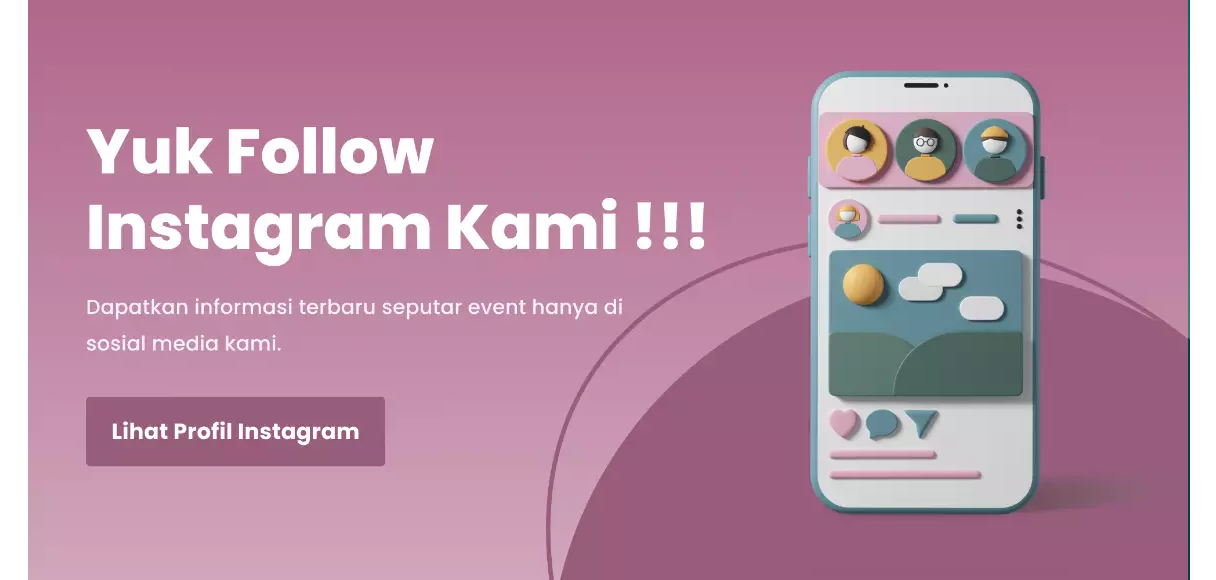 Yuk Follow
Instagram Kami !!!
Dapatkan informasi terbaru seputar event hanya di
sosial media kami.
Lihat Profil Instagram